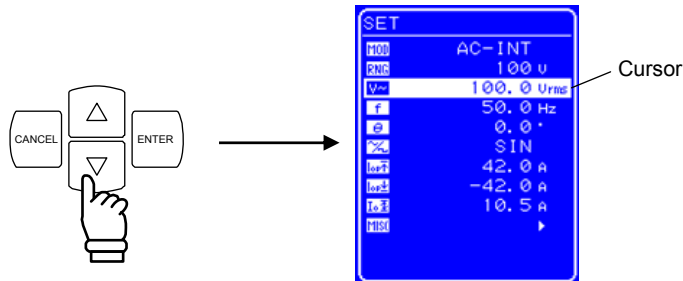 SET
MOD AC-INT
RNG 100 V
V~ 100.0 Vrms
f 50.0 Hz
θ 0.0 °
SIN
42.0 A
-42.0 A
10.5 A
MISC
Cursor
CANCEL
ENTER